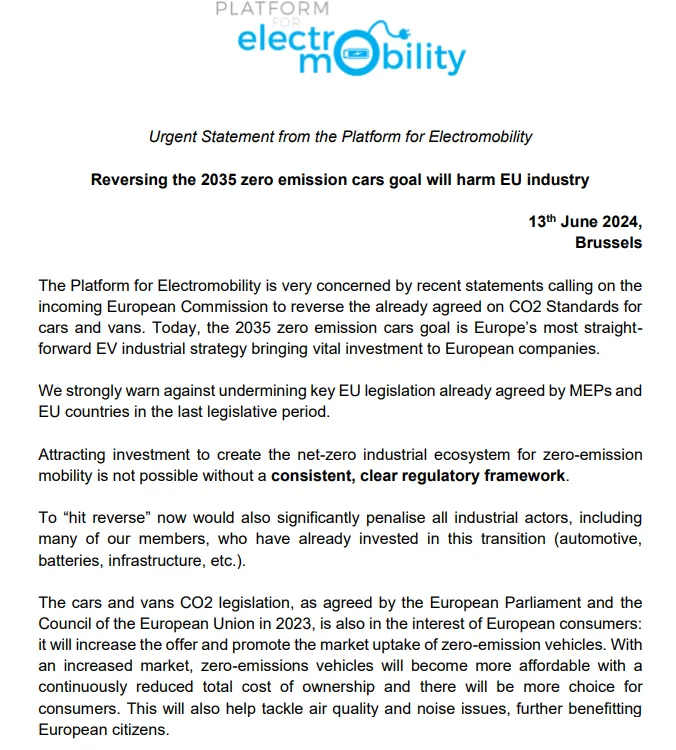 PLATFORM
FOR
electro
mobility
Urgent Statement from the Platform for Electromobility
Reversing the 2035 zero emission cars goal will harm EU industry
13th June 2024,
Brussels
The Platform for Electromobility is very concerned by recent statements calling on the
incoming European Commission to reverse the already agreed on CO2 Standards for
cars and vans. Today, the 2035 zero emission cars goal is Europe’s most straight-
forward EV industrial strategy bringing vital investment to European companies.
We strongly warn against undermining key EU legislation already agreed by MEPs and
EU countries in the last legislative period.
Attracting investment to create the net-zero industrial ecosystem for zero-emission
mobility is not possible without a consistent, clear regulatory framework.
To “hit reverse” now would also significantly penalise all industrial actors, including
many of our members, who have already invested in this transition (automotive,
batteries, infrastructure, etc.).
The cars and vans CO2 legislation, as agreed by the European Parliament and the
Council of the European Union in 2023, is also in the interest of European consumers:
it will increase the offer and promote the market uptake of zero-emission vehicles. With
an increased market, zero-emissions vehicles will become more affordable with a
continuously reduced total cost of ownership and there will be more choice for
consumers. This will also help tackle air quality and noise issues, further benefitting
European citizens.